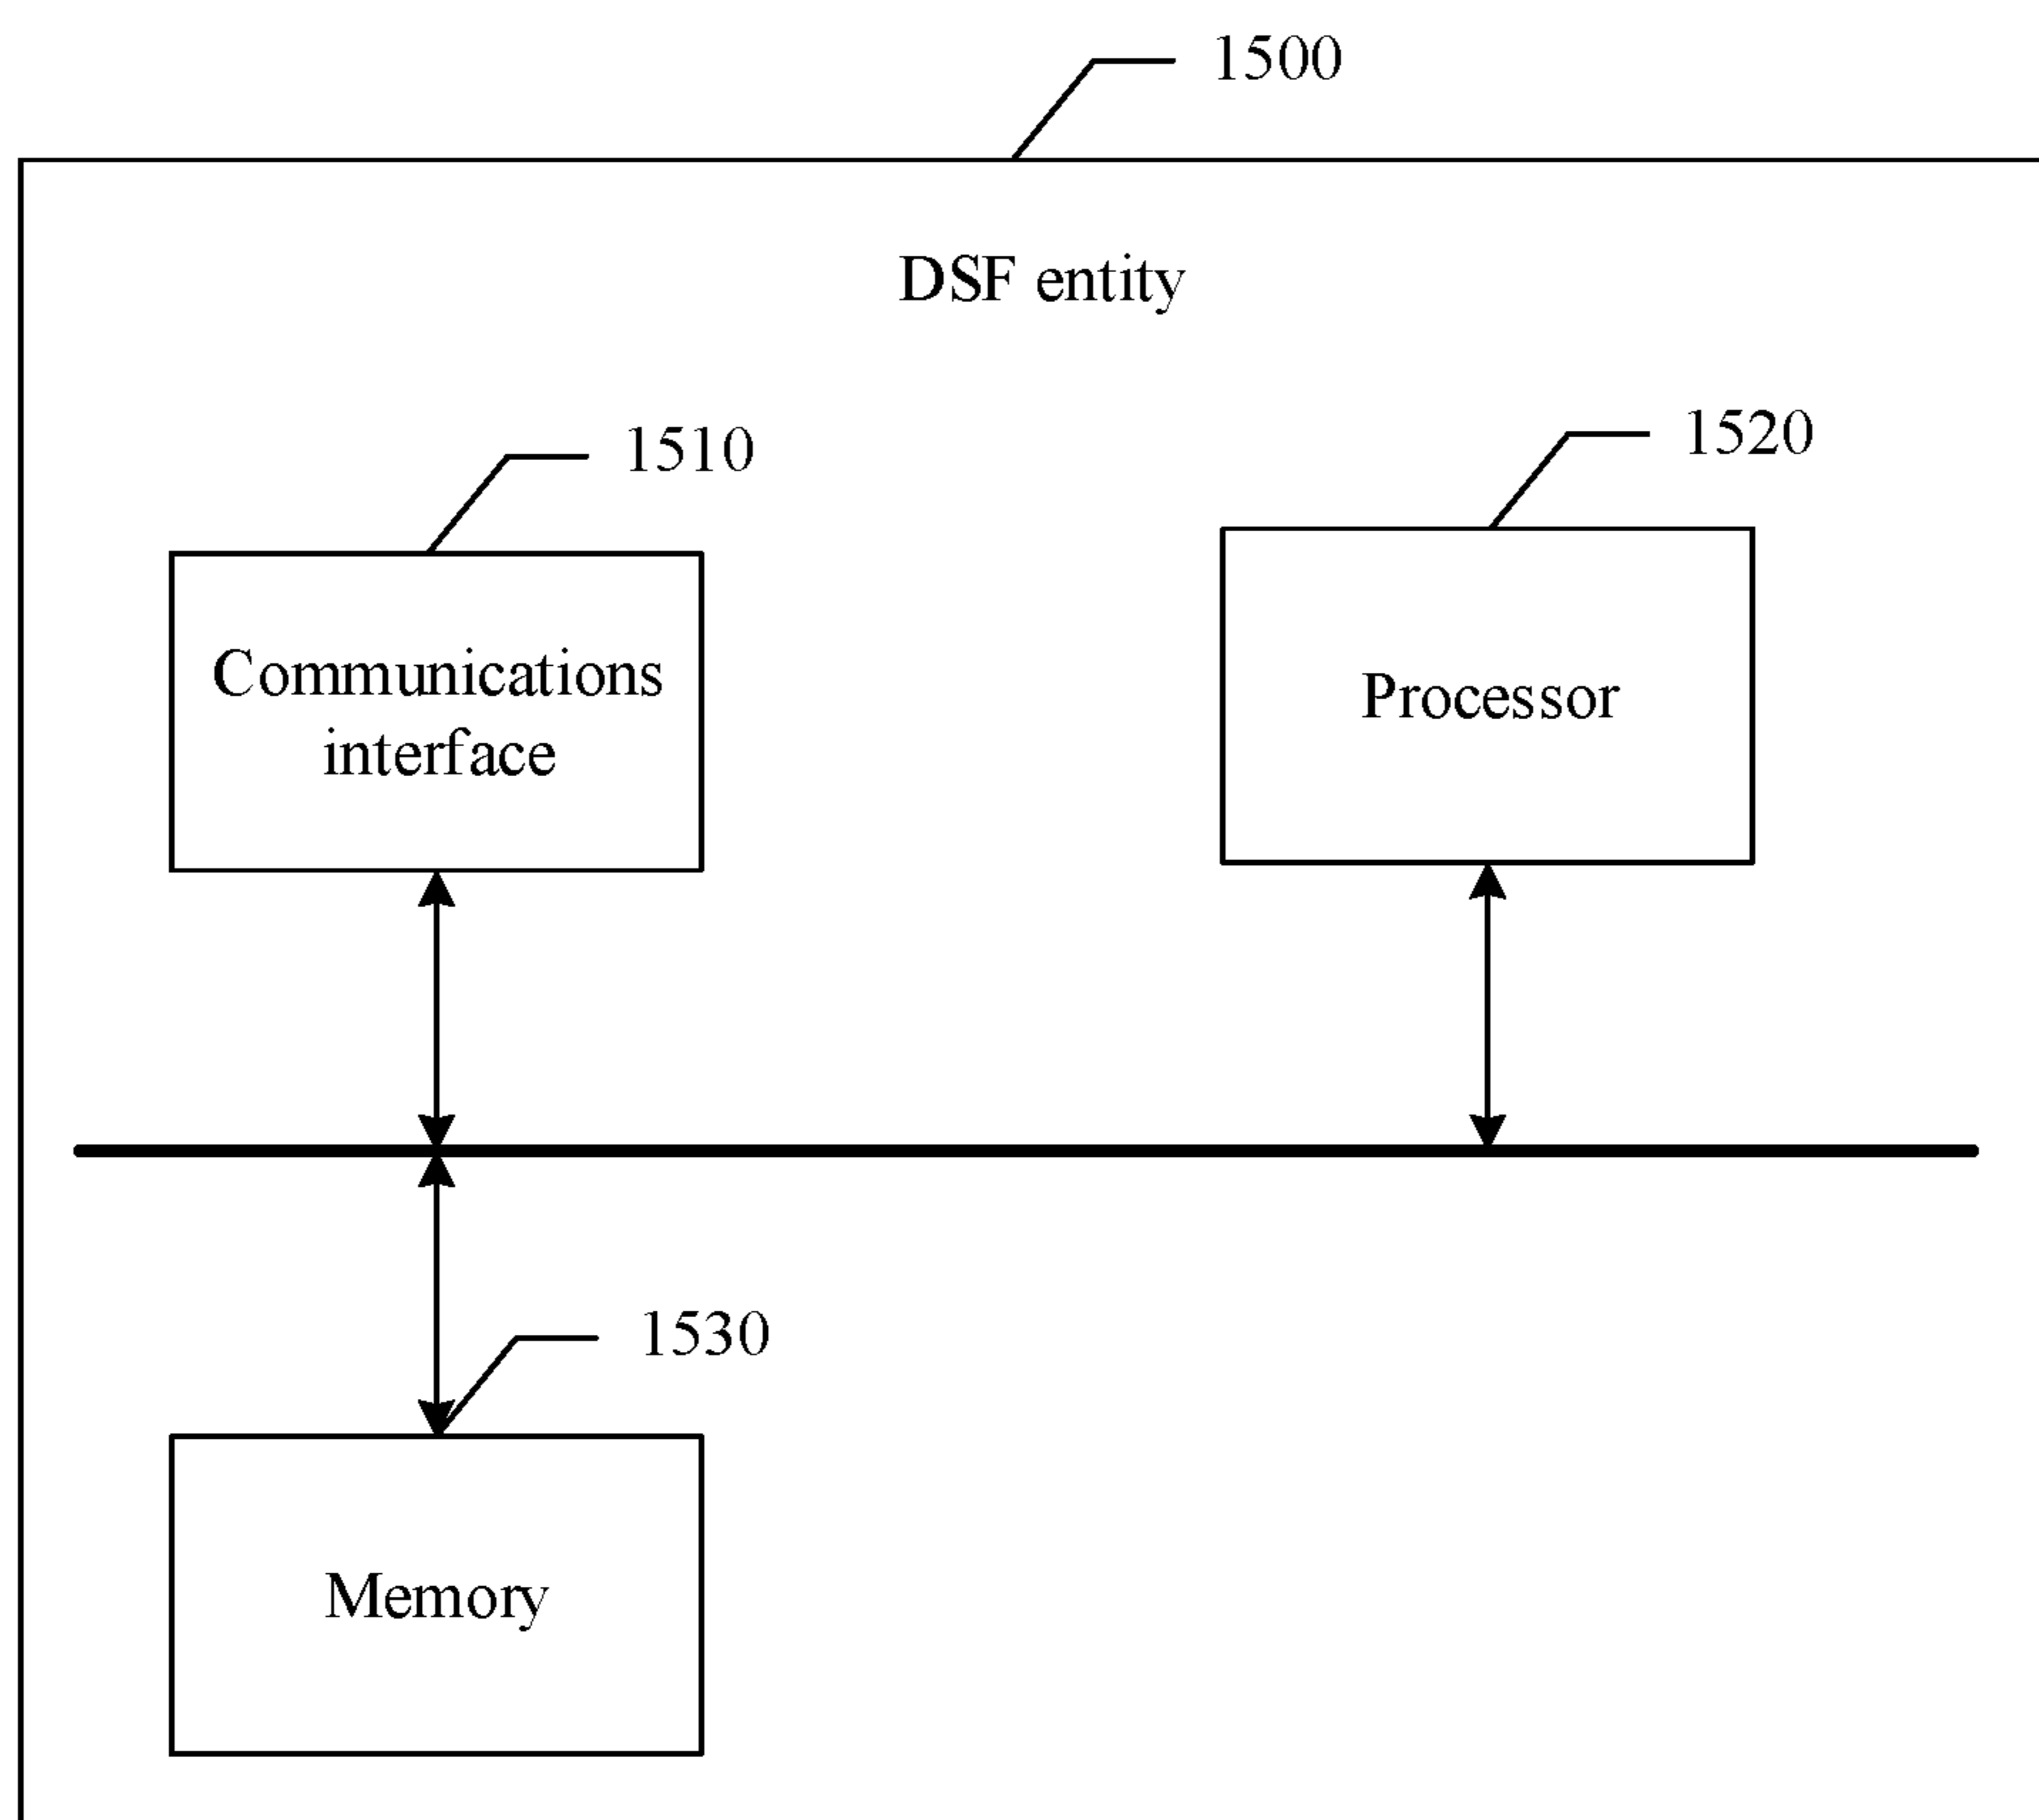 1500
DSF entity
1510
1520
Communications
interface
Processor
1530
Memory